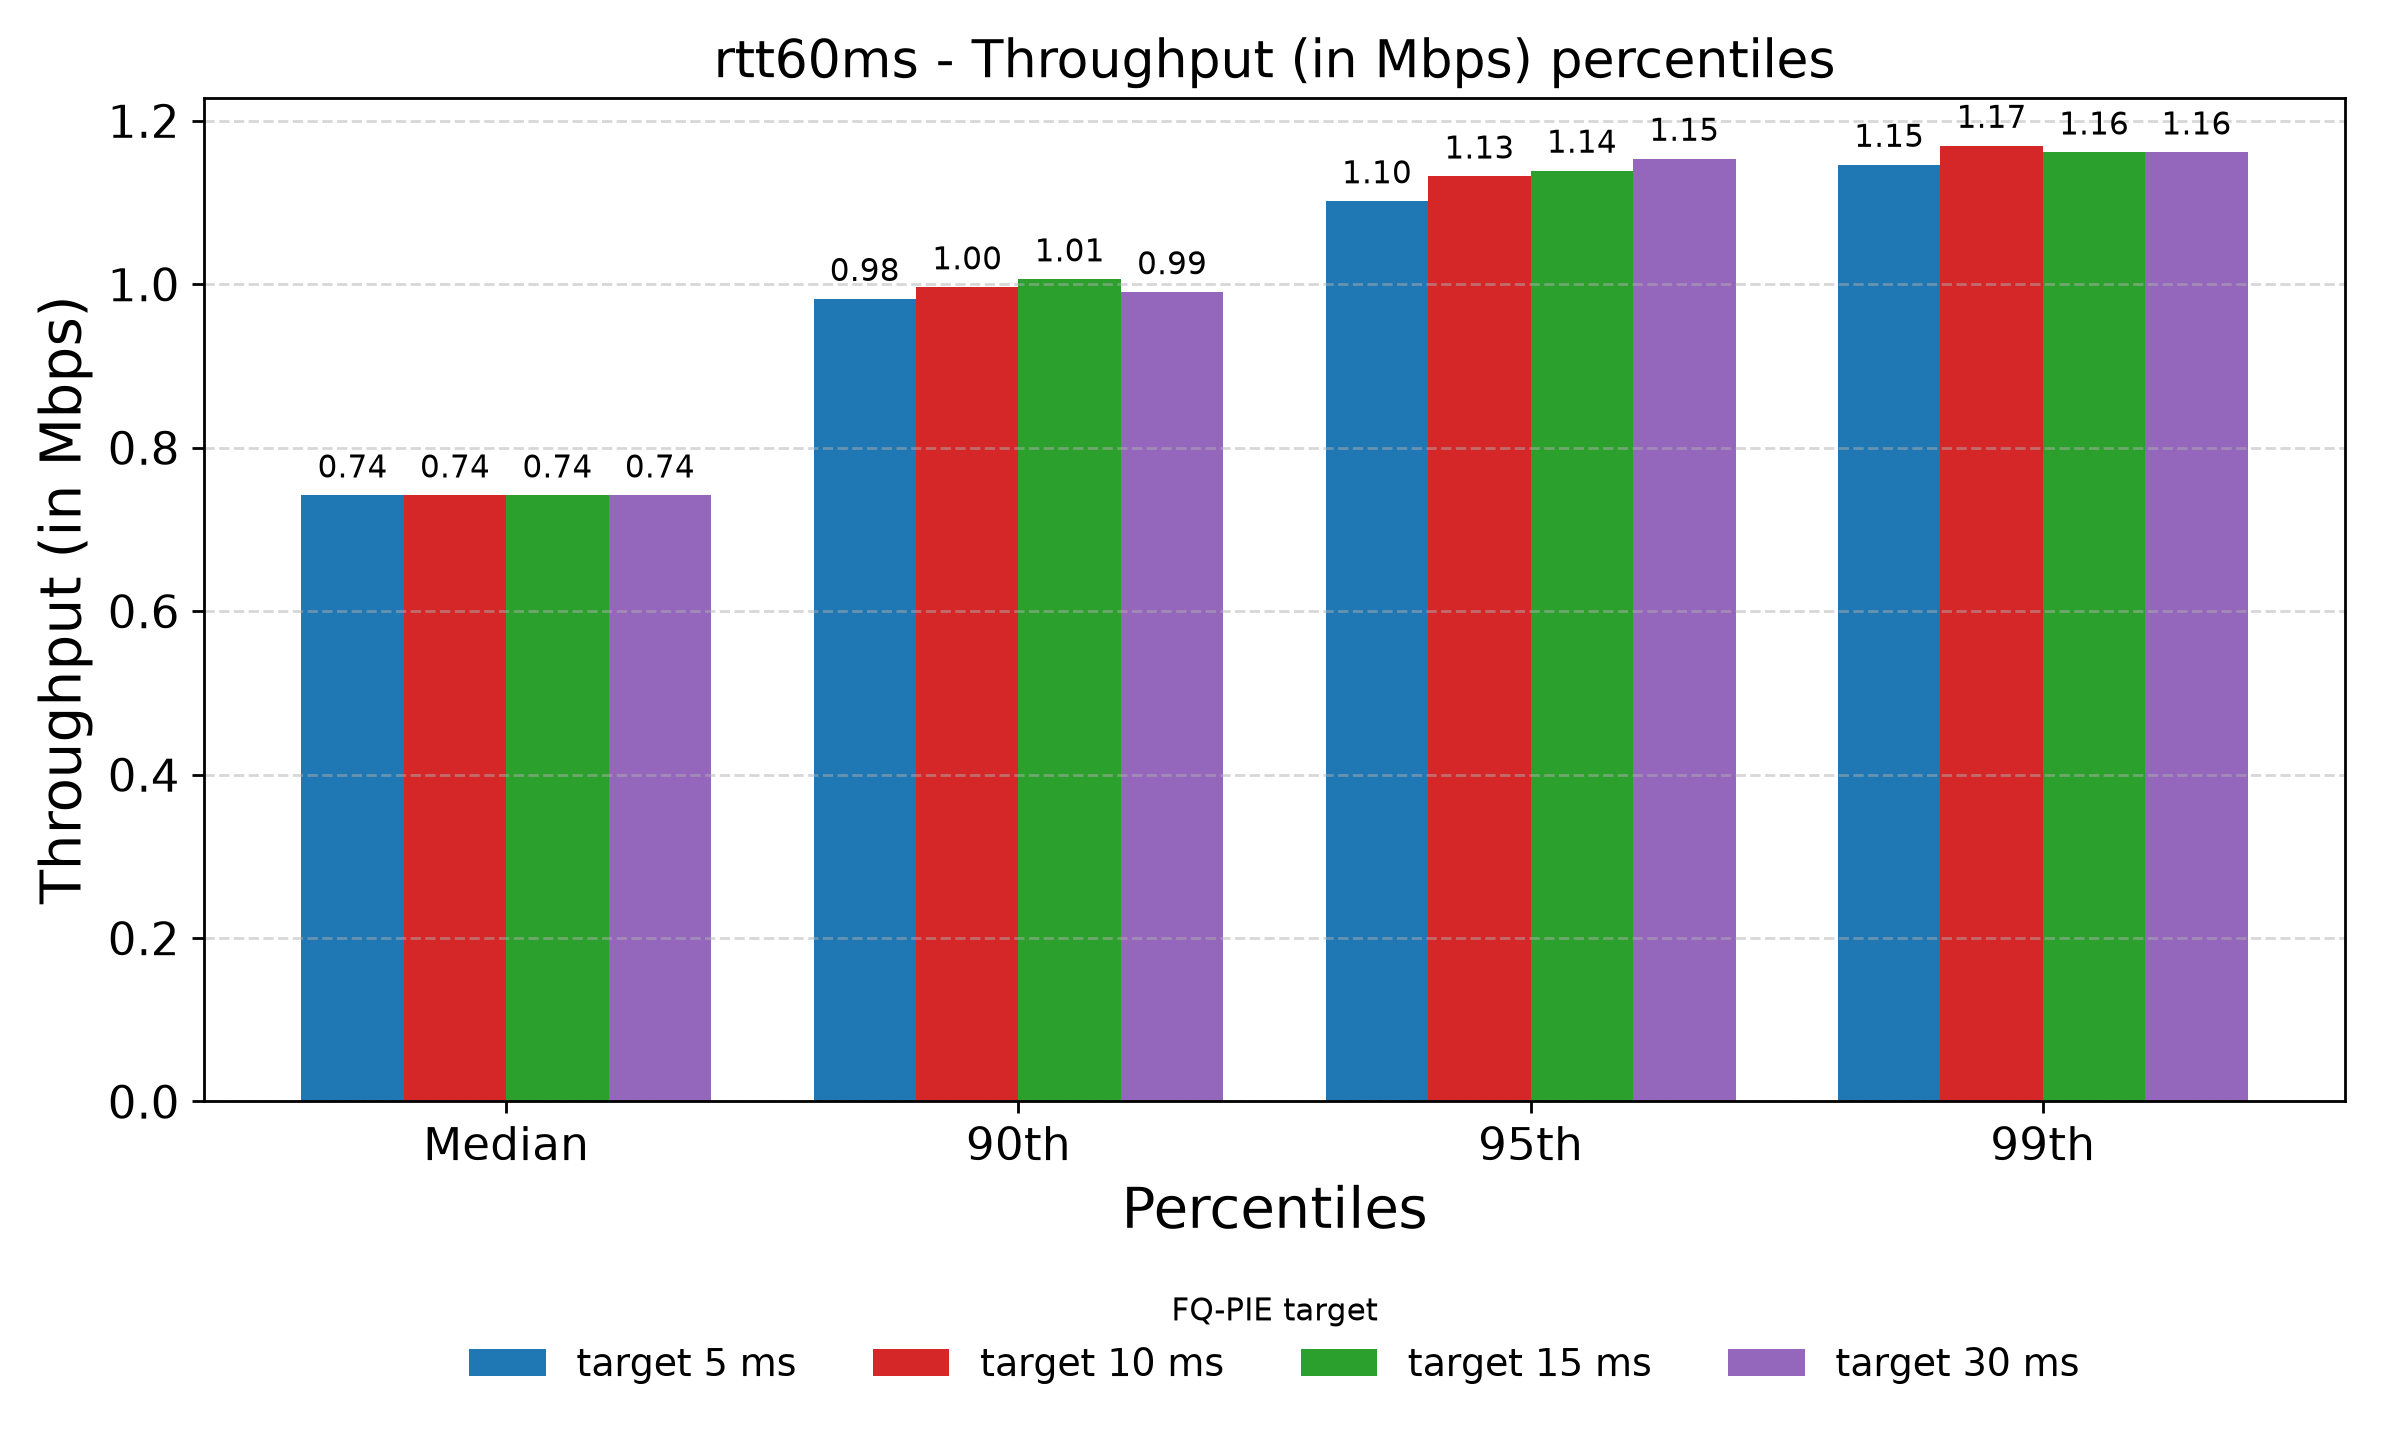 rtt60ms - Throughput (in Mbps) percentiles
Throughput (in Mbps)
1.2
1.0
0.8
0.6
0.4
0.2
0.0
0.74 0.74 0.74 0.74
0.98 1.00 1.01 0.99
1.10 1.13 1.14 1.15
1.15 1.17 1.16 1.16
Median 90th 95th 99th
Percentiles
FQ-PIE target
target 5 ms target 10 ms target 15 ms target 30 ms